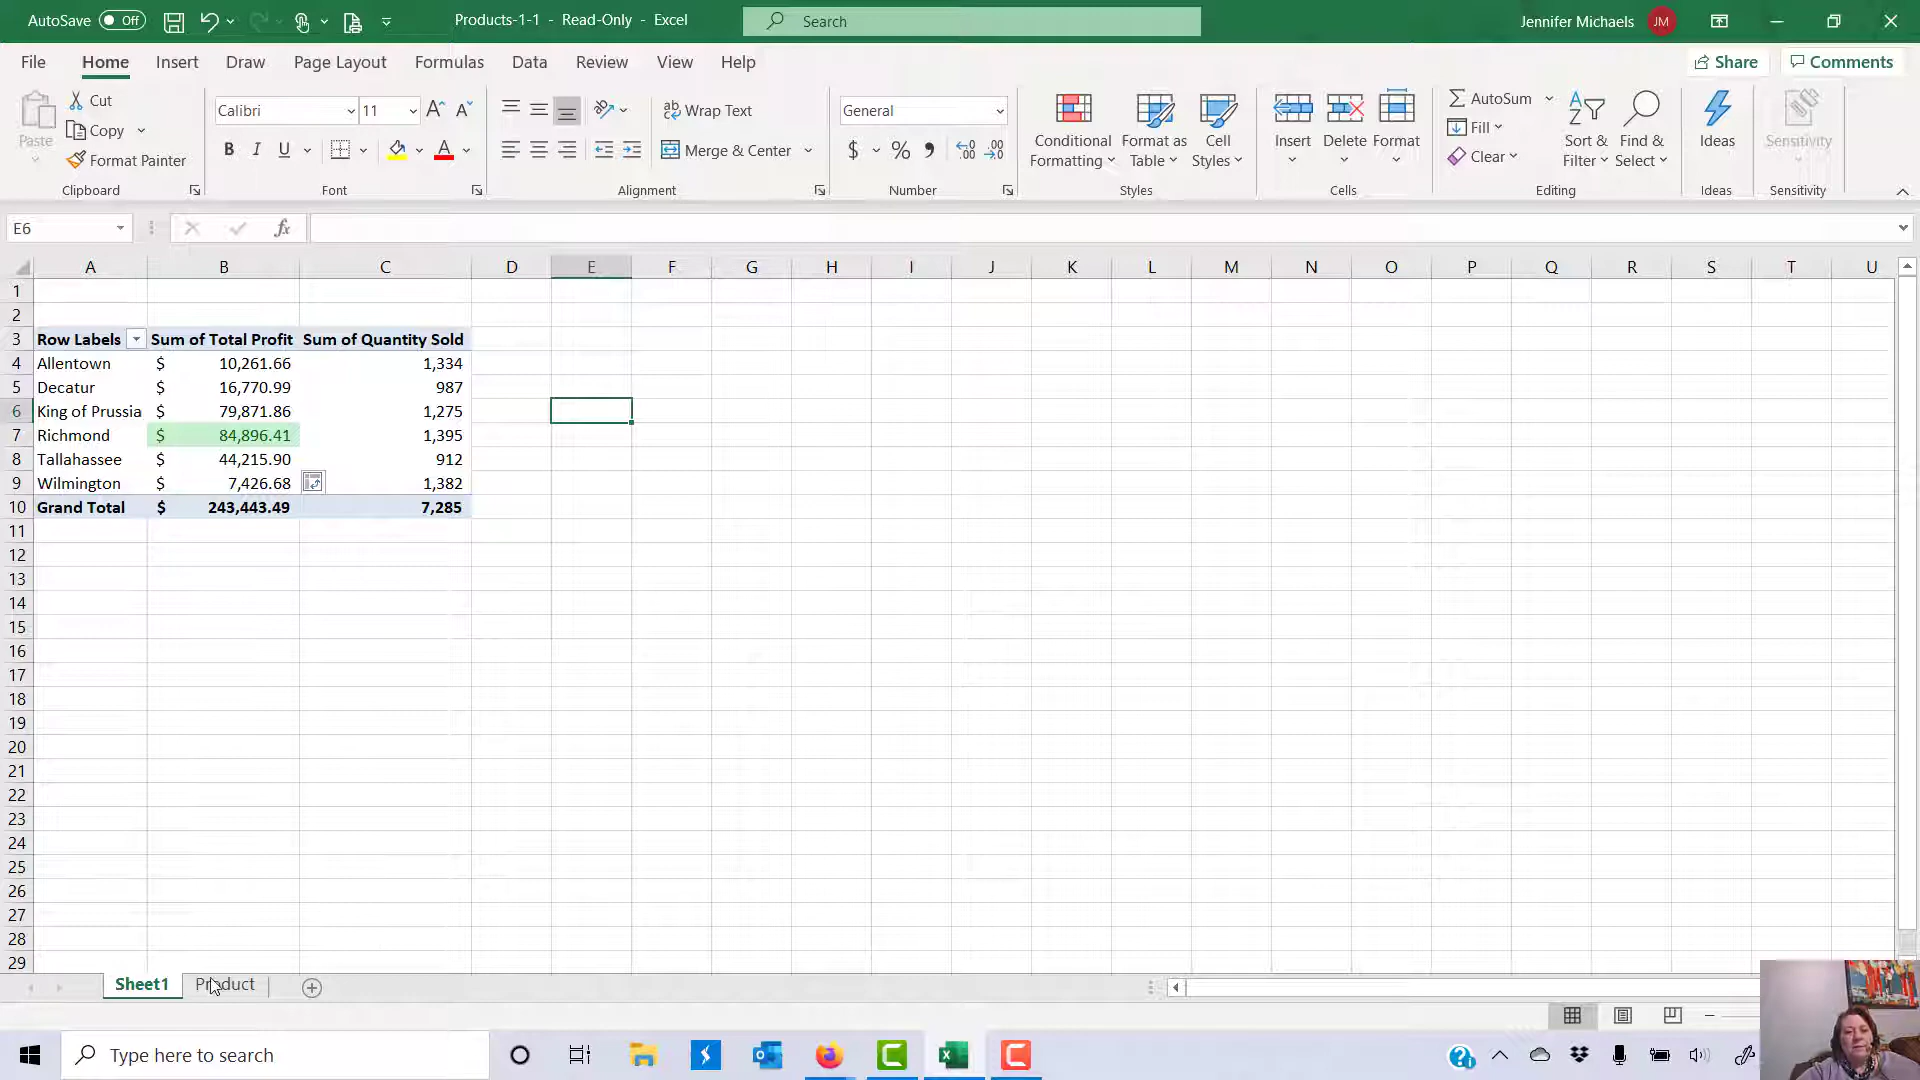 AutoSave Off
Products-1-1 - Read-Only - Excel
Search
Jennifer Michaels JM
File Home Insert Draw Page Layout Formulas Data Review View Help
Share Comments
Paste
Cut
Copy
Format Painter
Clipboard
Calibri 11
B I U
Font
Wrap Text
Merge & Center
Alignment
General
$ % 9
Number
Conditional Formatting
Format as Table
Cell Styles
Styles
Insert Delete Format
Cells
AutoSum
Fill
Clear
Sort & Filter
Find & Select
Editing
Ideas
Ideas
Sensitivity
Sensitivity
E6 fx
A B C D E F G H I J K L M N O P Q R S T U
1
2
3 Row Labels Sum of Total Profit Sum of Quantity Sold
4 Allentown $ 10,261.66 1,334
5 Decatur $ 16,770.99 987
6 King of Prussia $ 79,871.86 1,275
7 Richmond $ 84,896.41 1,395
8 Tallahassee $ 44,215.90 912
9 Wilmington $ 7,426.68 1,382
10 Grand Total $ 243,443.49 7,285
11
12
13
14
15
16
17
18
19
20
21
22
23
24
25
26
27
28
29
Sheet1 Product
Type here to search